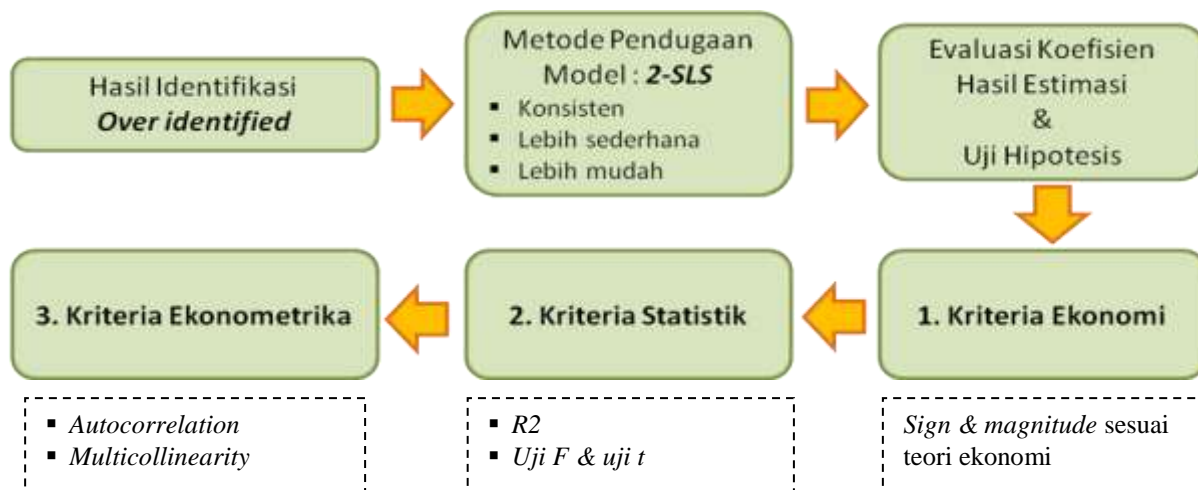 Hasil Identifikasi
Over identified
Metode Pendugaan
Model : 2-SLS
▪ Konsisten
▪ Lebih sederhana
▪ Lebih mudah
Evaluasi Koefisien
Hasil Estimasi
&
Uji Hipotesis
1. Kriteria Ekonomi
Sign & magnitude sesuai
teori ekonomi
2. Kriteria Statistik
▪ R2
▪ Uji F & uji t
3. Kriteria Ekonometrika
▪ Autocorrelation
▪ Multicollinearity